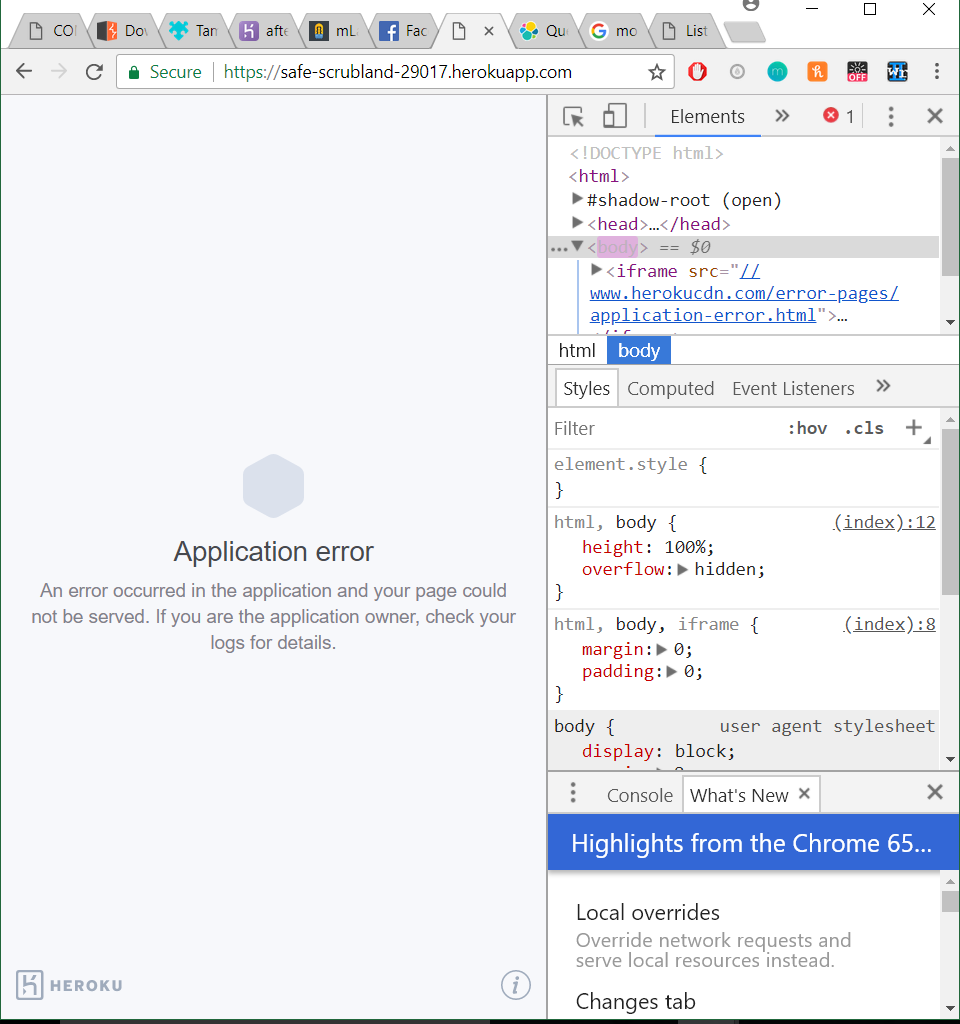 CO
Dov
Tan
afte
mL
Fac
Qu
mo
List
Secure
https://safe-scrubland-29017.herokuapp.com
OFF
Elements
1
<!DOCTYPE html>
<html>
#shadow-root (open)
<head>…</head>
…<body> == $0
<iframe src="//
www.herokucdn.com/error-pages/
application-error.html">…
html body
Styles Computed Event Listeners
Filter :hov .cls
element.style {
}
html, body { (index):12
height: 100%;
overflow: hidden;
}
html, body, iframe { (index):8
margin: 0;
padding: 0;
}
body { user agent stylesheet
display: block;
Console What's New
Highlights from the Chrome 65...
Local overrides
Override network requests and
serve local resources instead.
Changes tab
Application error
An error occurred in the application and your page could
not be served. If you are the application owner, check your
logs for details.
HEROKU